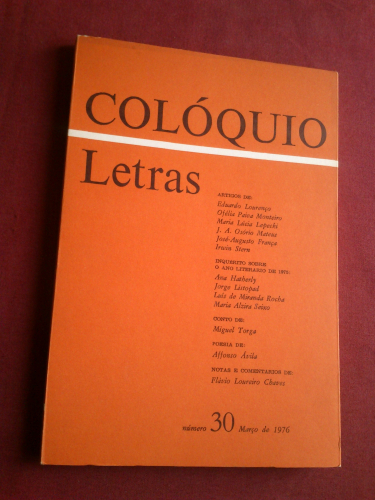 COLÓQUIO
Letras
ARTIGOS DE:
Eduardo Lourenço
Ofélia Paiva Monteiro
Maria Lúcia Lepecki
J. A. Osório Mateus
José-Augusto França
Irwin Stern
INQUÉRITO SOBRE
O ANO LITERÁRIO DE 1975:
Ana Hatherly
Jorge Listopad
Luís de Miranda Rocha
Maria Alzira Seixo
CONTO DE:
Miguel Torga
POESIA DE:
Affonso Ávila
NOTAS E COMENTÁRIOS DE:
Flávio Loureiro Chaves
número 30 Março de 1976